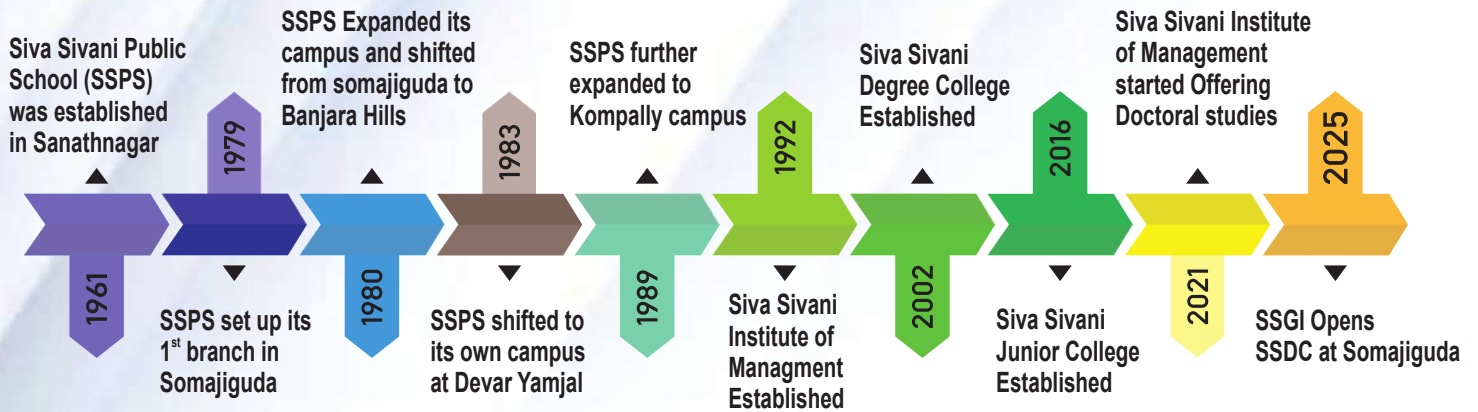 Siva Sivani Public
School (SSPS)
was established
in Sanathnagar
1961
1979
SSPS set up its
1st branch in
Somajiguda
SSPS Expanded its
campus and shifted
from somajiguda to
Banjara Hills
1980
1983
SSPS shifted to
its own campus
at Devar Yamjal
SSPS further
expanded to
Kompally campus
1989
1992
Siva Sivani
Institute of
Managment
Established
Siva Sivani
Degree College
Established
2002
2016
Siva Sivani
Junior College
Established
Siva Sivani Institute
of Management
started Offering
Doctoral studies
2021
2025
SSGI Opens
SSDC at Somajiguda